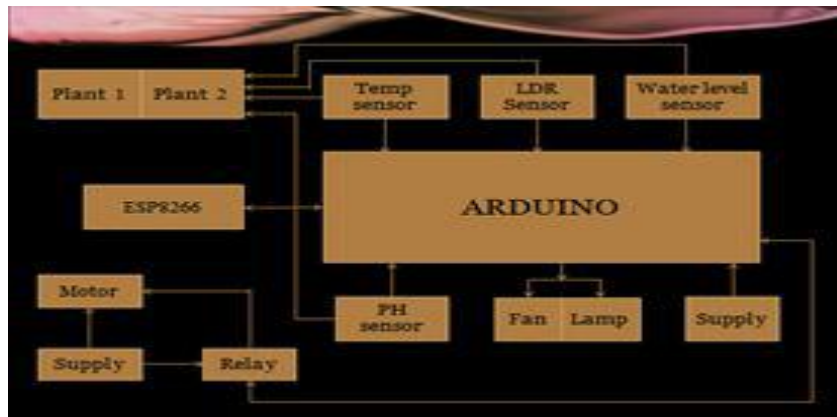 Plant 1 Plant 2
Temp
sensor
LDR
Sensor
Water level
sensor
ESP8266
ARDUINO
Motor
PH
sensor
Fan Lamp
Supply
Supply
Relay